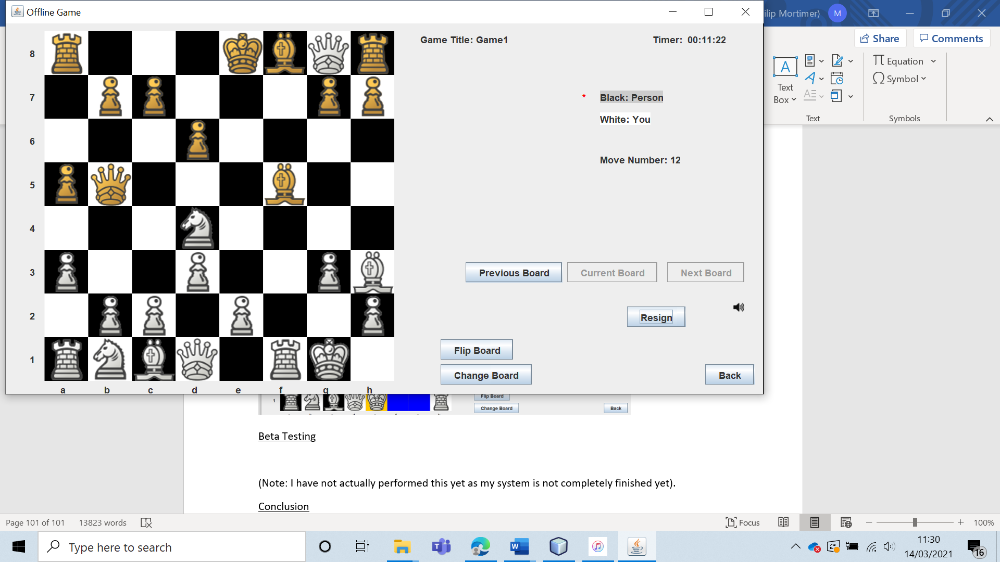 Offline Game
ilip Mortimer)
M
Share
Comments
Game Title: Game1
Timer: 00:11:22
8
7
6
5
4
3
2
1
a b c d e f g h
* Black: Person
White: You
Move Number: 12
Previous Board
Current Board
Next Board
Resign
Flip Board
Change Board
Back
A
Text
Box
A
A
Equation
Symbol
Text
Symbols
1
Flip Board
Change Board
Back
Beta Testing
(Note: I have not actually performed this yet as my system is not completely finished yet).
Conclusion
Page 101 of 101
13823 words
Focus
100%
Type here to search
T
W
11:30
14/03/2021
16